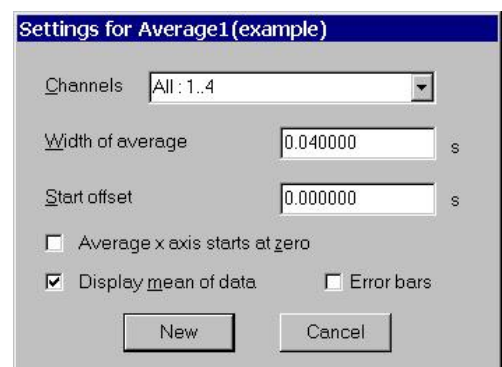 Settings for Average1(example)
Channels All : 1..4
Width of average 0.040000 s
Start offset 0.000000 s
Average x axis starts at zero
Display mean of data Error bars
New Cancel